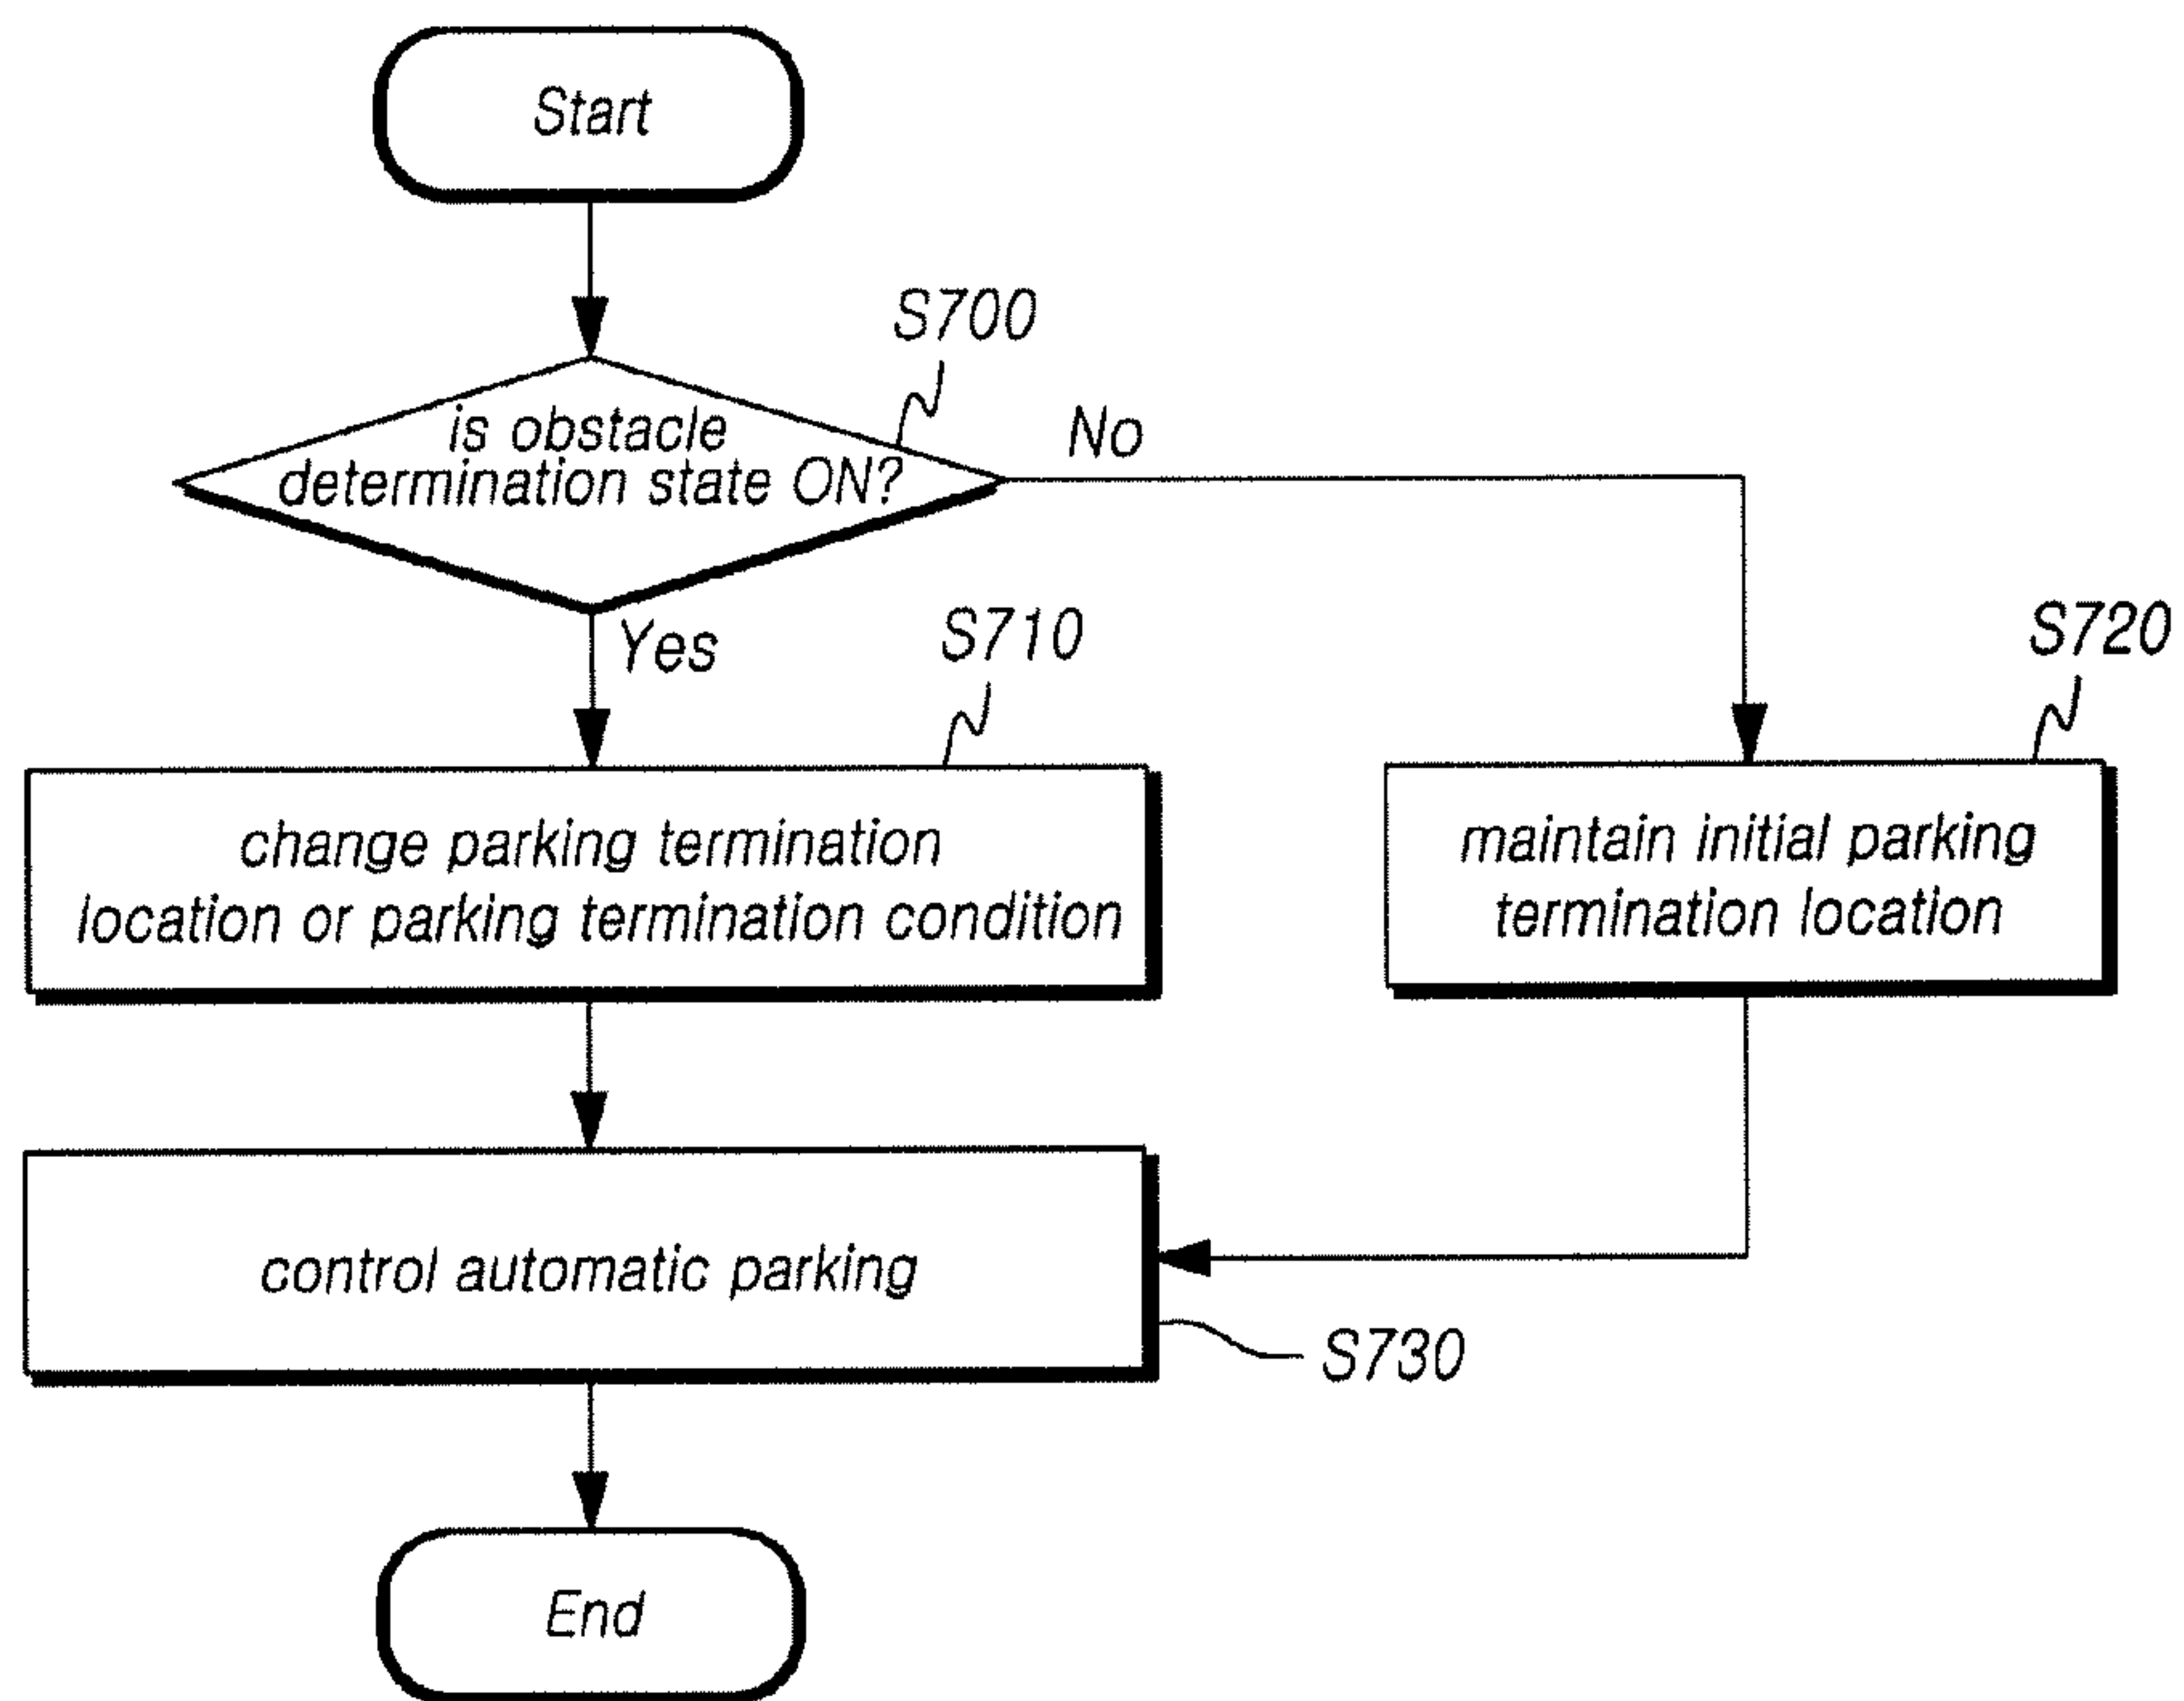 Start
S700
is obstacle
determination state ON?
No
Yes
S710
S720
change parking termination
location or parking termination condition
maintain initial parking
termination location
control automatic parking
S730
End